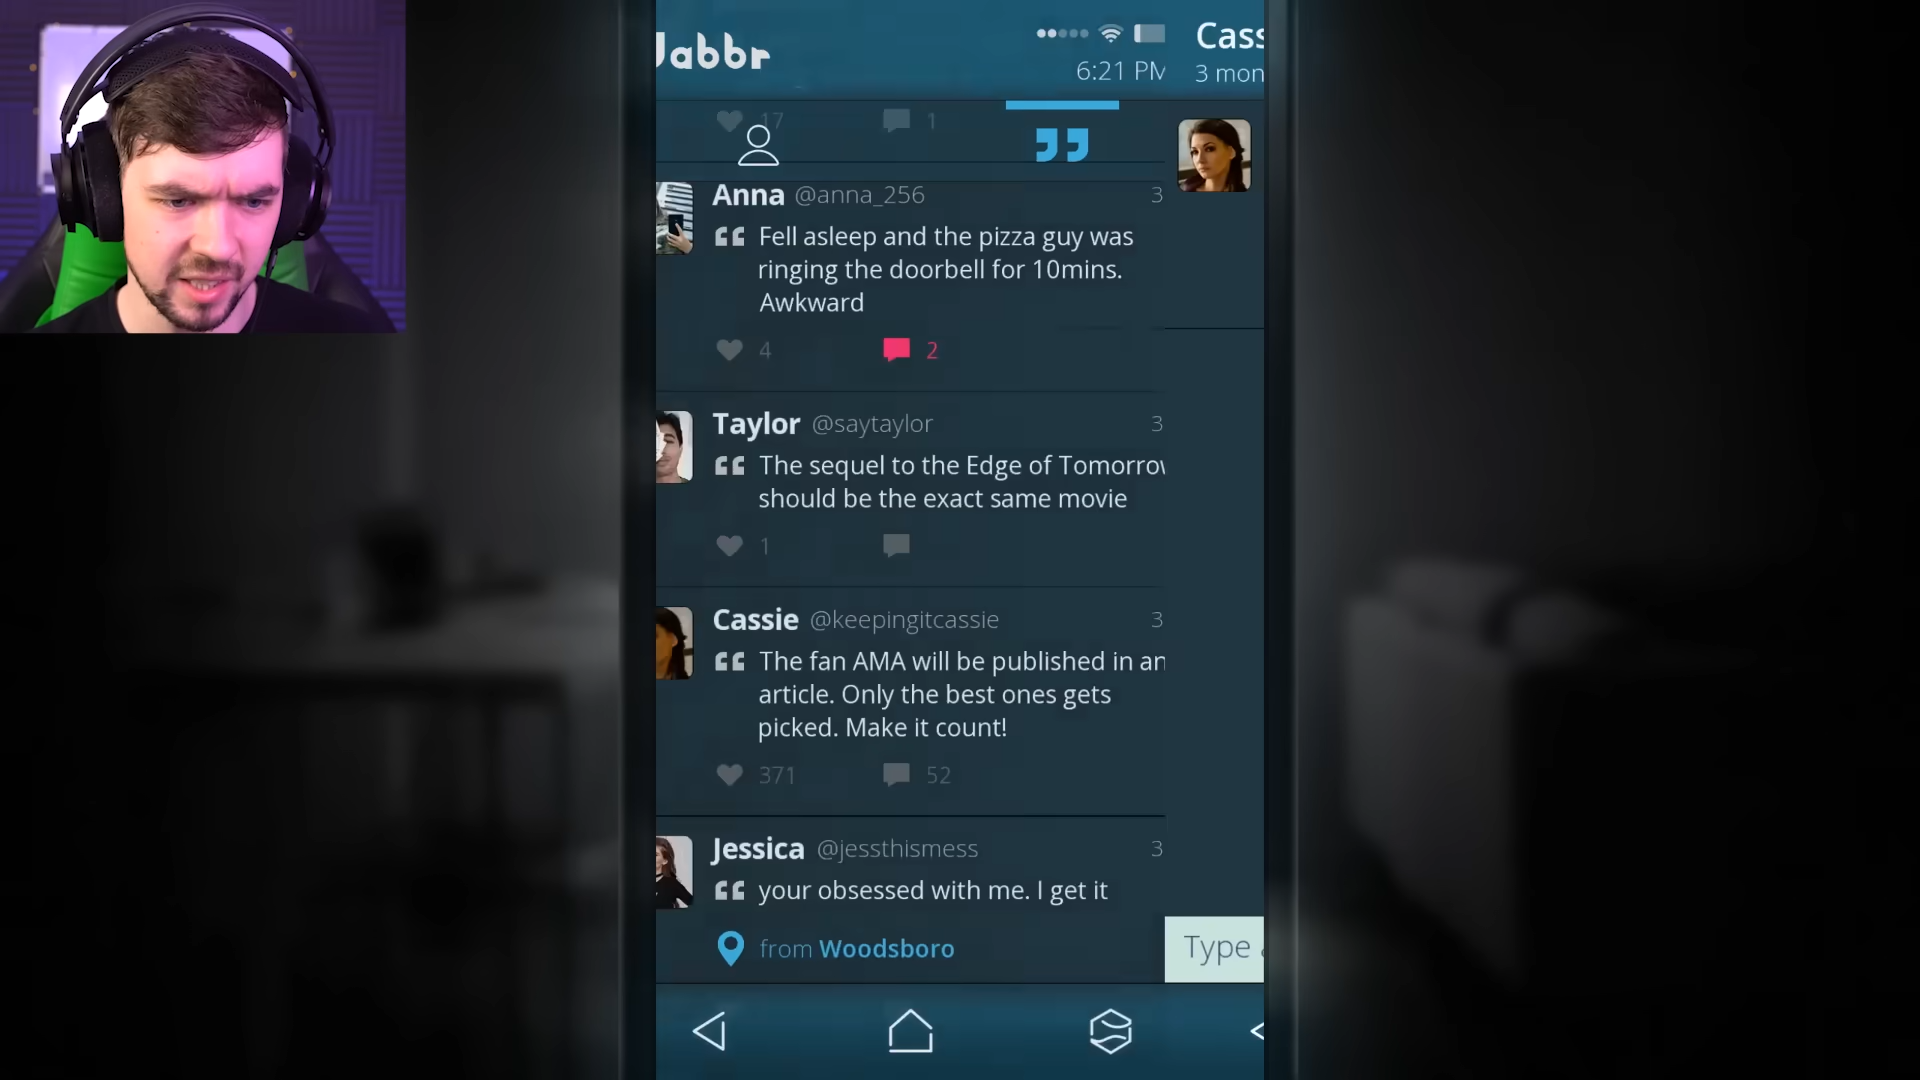 Jabbr
6:21 PM
Cass
3 mon
17
1
Anna @anna_256 3
Fell asleep and the pizza guy was
ringing the doorbell for 10mins.
Awkward
4
2
Taylor @saytaylor 3
The sequel to the Edge of Tomorrow
should be the exact same movie
1
Cassie @keepingitcassie 3
The fan AMA will be published in an
article. Only the best ones gets
picked. Make it count!
371
52
Jessica @jessthismess 3
your obsessed with me. I get it
from Woodsboro
Type